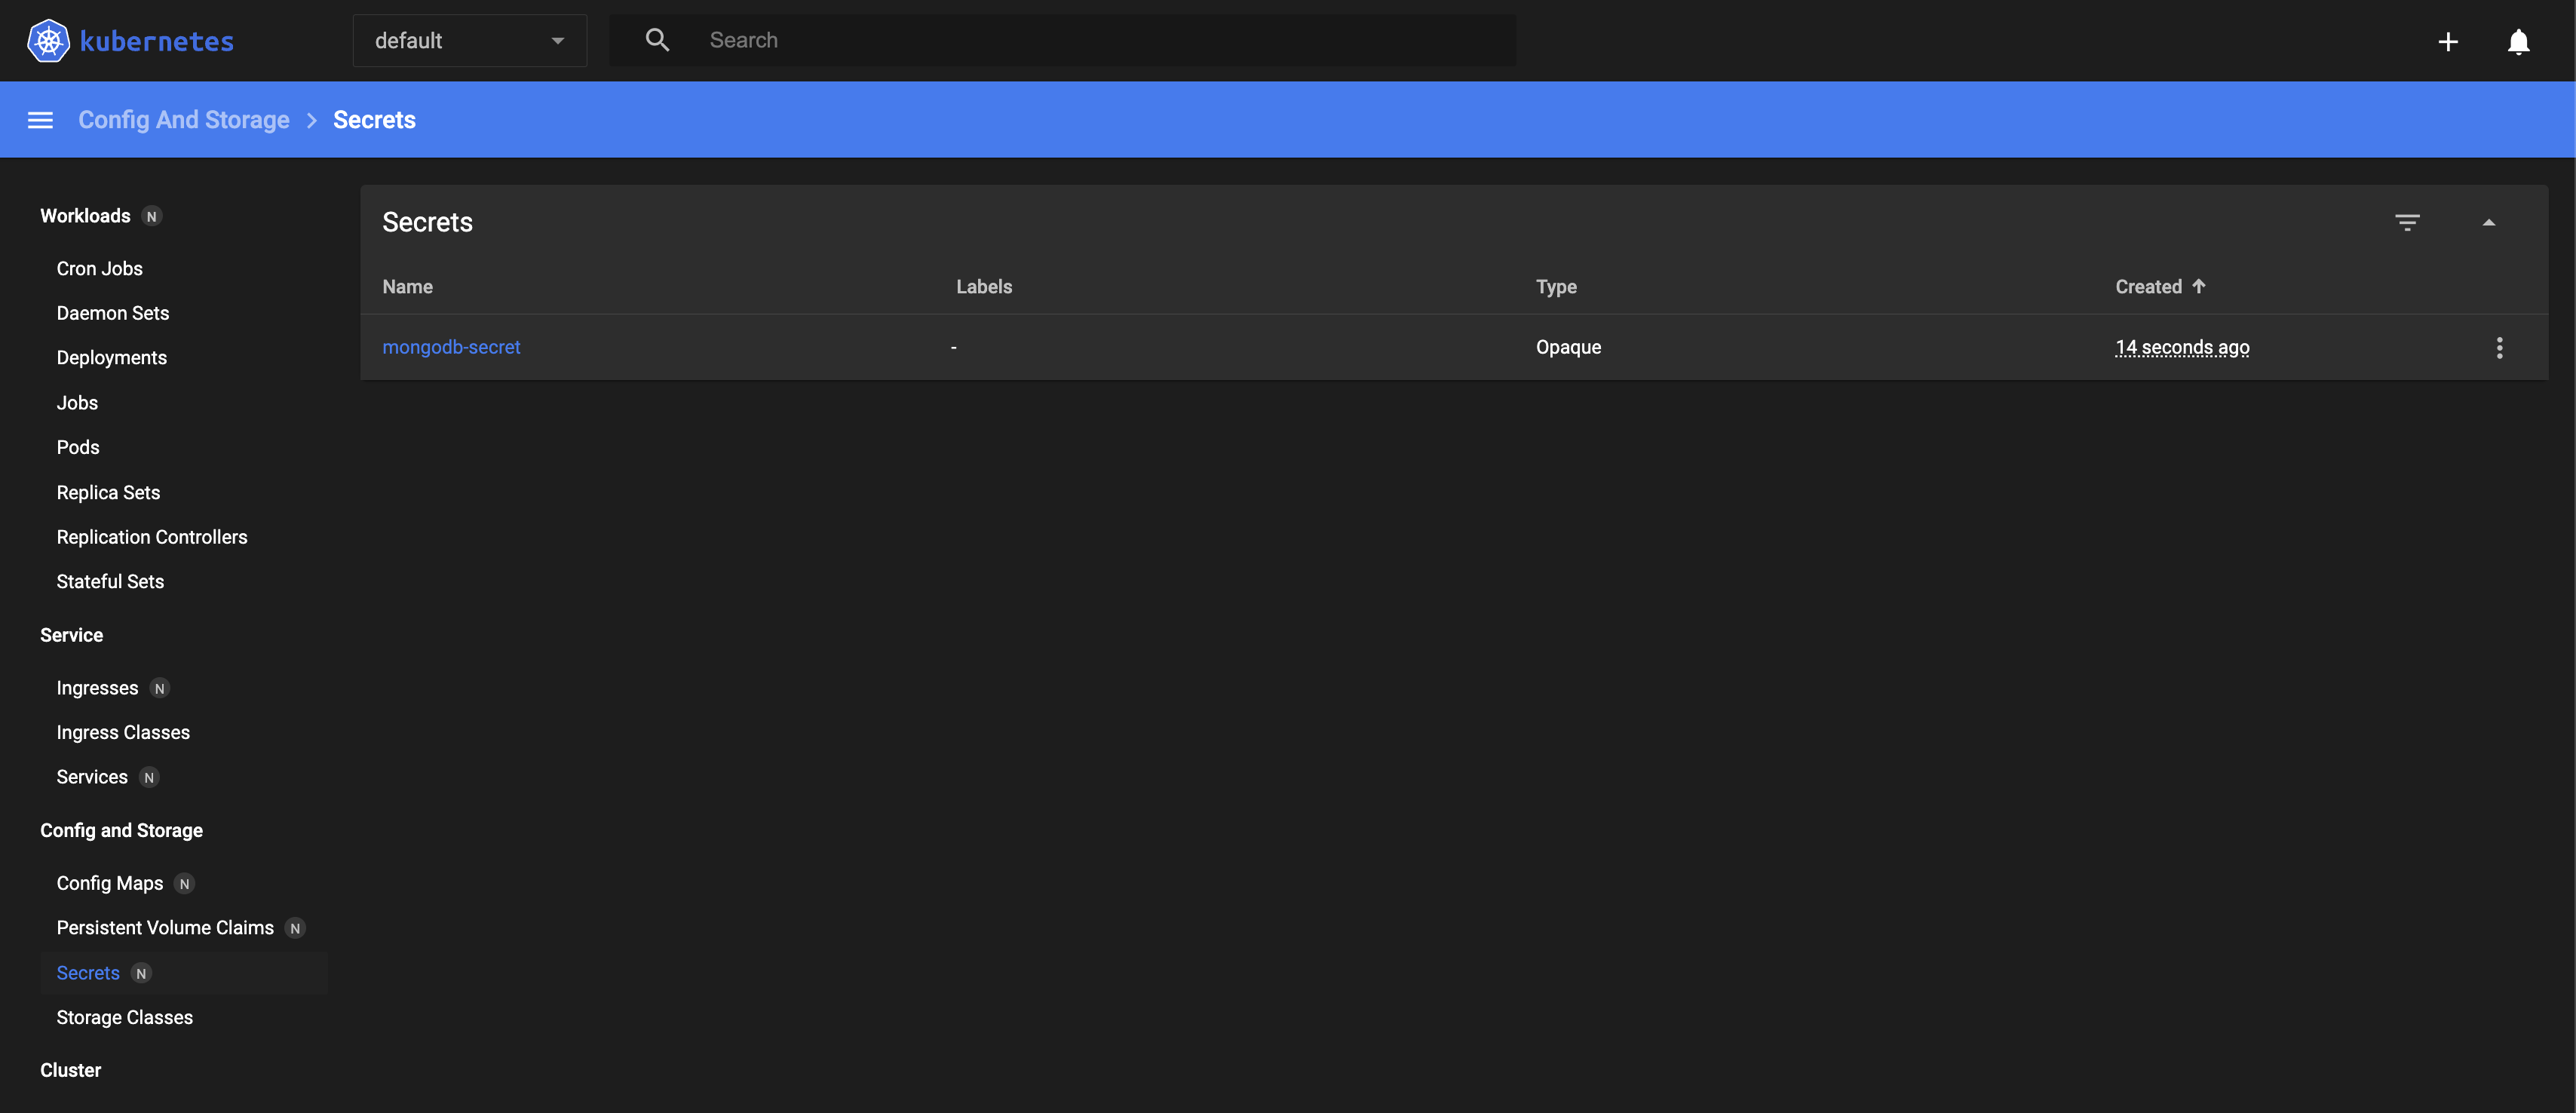 kubernetes
default
Search
Config And Storage > Secrets
Workloads N
Cron Jobs
Daemon Sets
Deployments
Jobs
Pods
Replica Sets
Replication Controllers
Stateful Sets
Service
Ingresses N
Ingress Classes
Services N
Config and Storage
Config Maps N
Persistent Volume Claims N
Secrets N
Storage Classes
Cluster
Secrets
Name Labels Type Created
mongodb-secret - Opaque 14 seconds ago